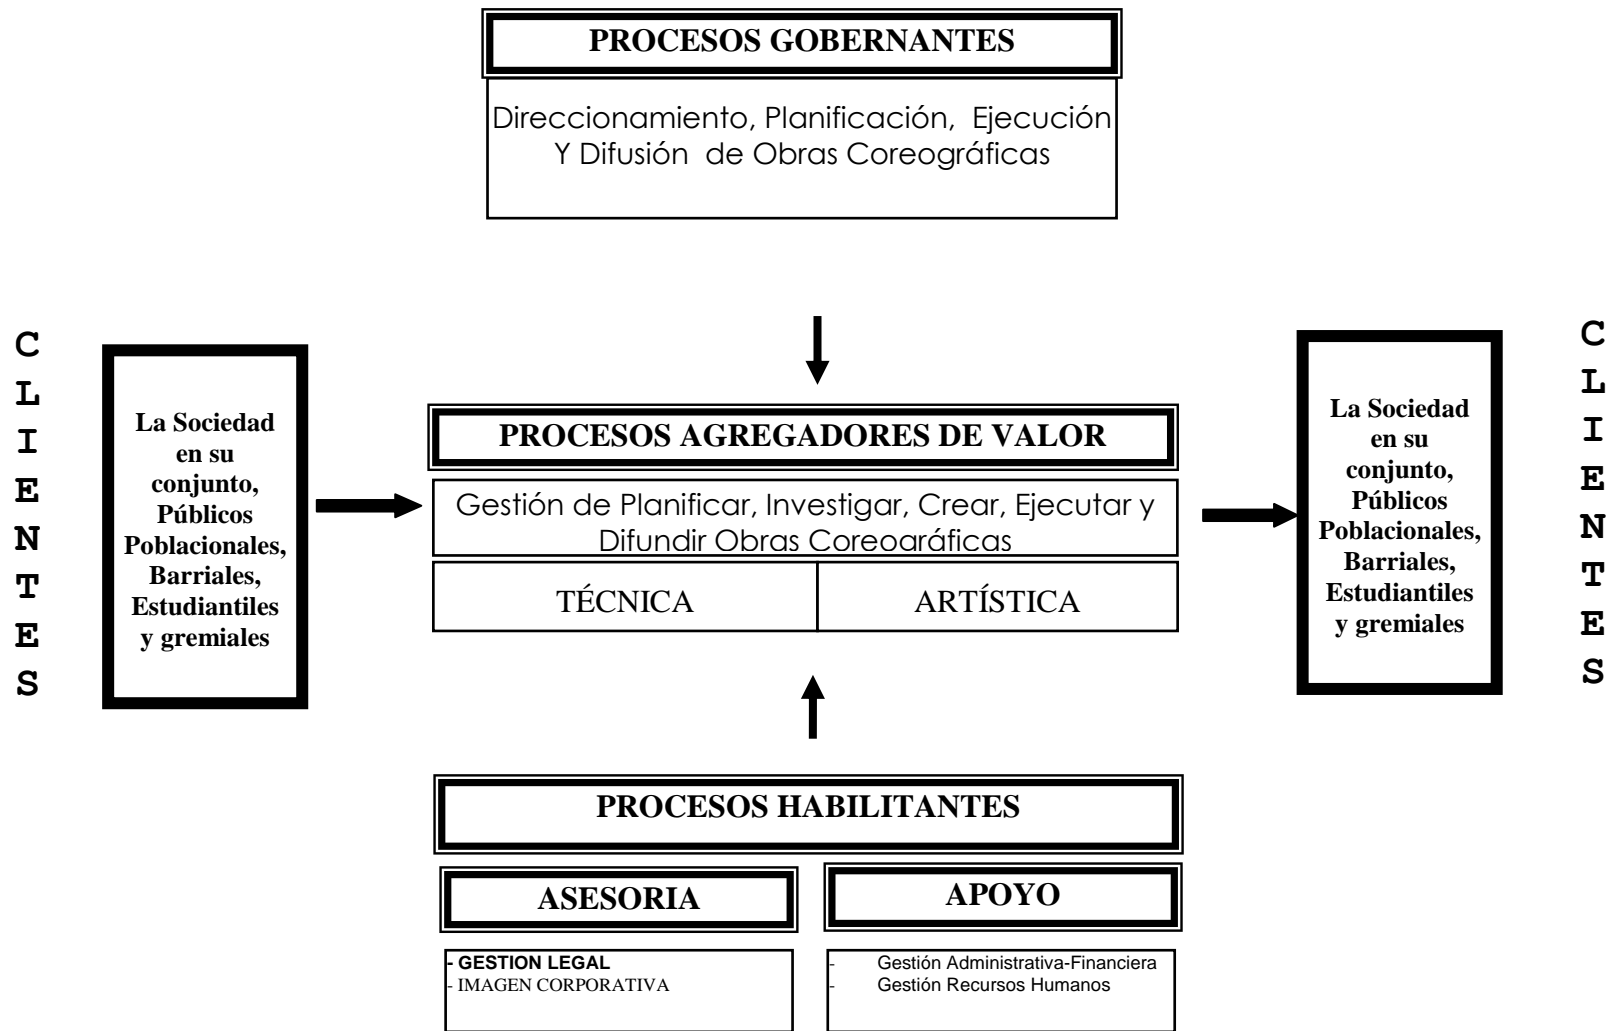 PROCESOS GOBERNANTES
Direccionamiento, Planificación, Ejecución
Y Difusión de Obras Coreográficas
C
L
I
E
N
T
E
S
La Sociedad
en su
conjunto,
Públicos
Poblacionales,
Barriales,
Estudiantiles
y gremiales
PROCESOS AGREGADORES DE VALOR
Gestión de Planificar, Investigar, Crear, Ejecutar y
Difundir Obras Coreoaráficas
TÉCNICA
ARTÍSTICA
La Sociedad
en su
conjunto,
Públicos
Poblacionales,
Barriales,
Estudiantiles
y gremiales
C
L
I
E
N
T
E
S
PROCESOS HABILITANTES
ASESORIA
- GESTION LEGAL
- IMAGEN CORPORATIVA
APOYO
- Gestión Administrativa-Financiera
- Gestión Recursos Humanos